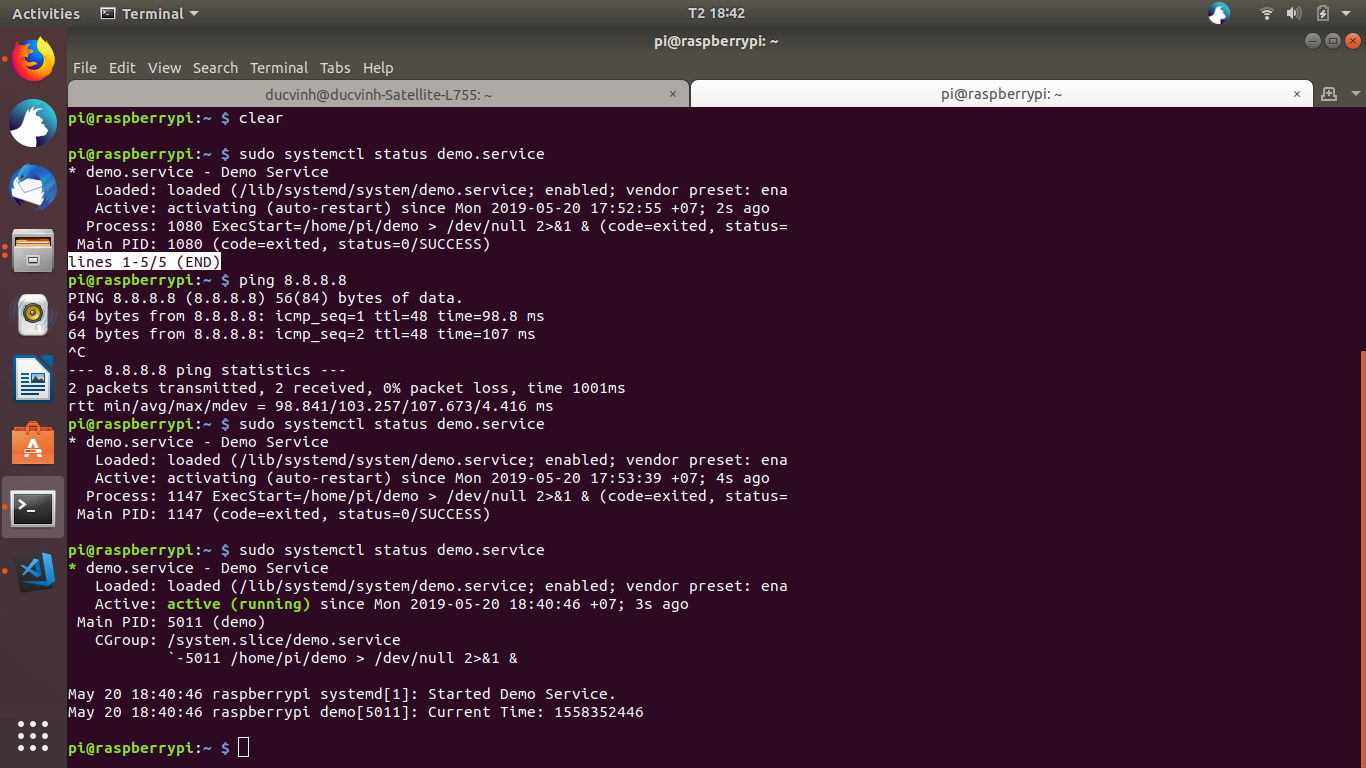 Activities Terminal T2 18:42
pi@raspberrypi: ~
File Edit View Search Terminal Tabs Help
ducvinh@ducvinh-Satellite-L755: ~ × pi@raspberrypi: ~ ×
pi@raspberrypi:~ $ clear
pi@raspberrypi:~ $ sudo systemctl status demo.service
* demo.service - Demo Service
Loaded: loaded (/lib/systemd/system/demo.service; enabled; vendor preset: ena
Active: activating (auto-restart) since Mon 2019-05-20 17:52:55 +07; 2s ago
Process: 1080 ExecStart=/home/pi/demo > /dev/null 2>&1 & (code=exited, status=
Main PID: 1080 (code=exited, status=0/SUCCESS)
lines 1-5/5 (END)
pi@raspberrypi:~ $ ping 8.8.8.8
PING 8.8.8.8 (8.8.8.8) 56(84) bytes of data.
64 bytes from 8.8.8.8: icmp_seq=1 ttl=48 time=98.8 ms
64 bytes from 8.8.8.8: icmp_seq=2 ttl=48 time=107 ms
^C
--- 8.8.8.8 ping statistics ---
2 packets transmitted, 2 received, 0% packet loss, time 1001ms
rtt min/avg/max/mdev = 98.841/103.257/107.673/4.416 ms
pi@raspberrypi:~ $ sudo systemctl status demo.service
* demo.service - Demo Service
Loaded: loaded (/lib/systemd/system/demo.service; enabled; vendor preset: ena
Active: activating (auto-restart) since Mon 2019-05-20 17:53:39 +07; 4s ago
Process: 1147 ExecStart=/home/pi/demo > /dev/null 2>&1 & (code=exited, status=
Main PID: 1147 (code=exited, status=0/SUCCESS)
pi@raspberrypi:~ $ sudo systemctl status demo.service
* demo.service - Demo Service
Loaded: loaded (/lib/systemd/system/demo.service; enabled; vendor preset: ena
Active: active (running) since Mon 2019-05-20 18:40:46 +07; 3s ago
Main PID: 5011 (demo)
CGroup: /system.slice/demo.service
`-5011 /home/pi/demo > /dev/null 2>&1 &
May 20 18:40:46 raspberrypi systemd[1]: Started Demo Service.
May 20 18:40:46 raspberrypi demo[5011]: Current Time: 1558352446
pi@raspberrypi:~ $